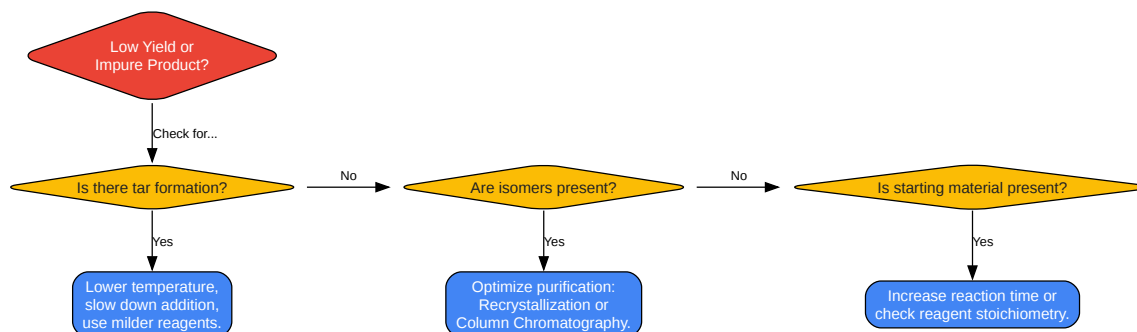 Low Yield or
Impure Product?
Check for...
Is there tar formation?
No
Are isomers present?
No
Is starting material present?
Yes
Yes
Yes
Lower temperature,
slow down addition,
use milder reagents.
Optimize purification:
Recrystallization or
Column Chromatography.
Increase reaction time or
check reagent stoichiometry.